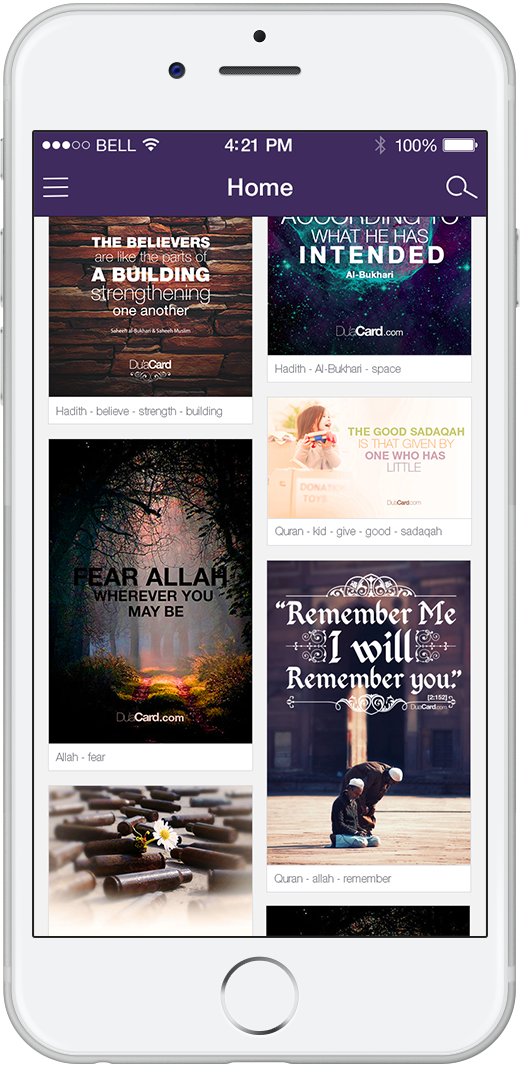 BELL
4:21 PM
100%
Home
THE BELIEVERS
are like the parts of
A BUILDING
strengthening
one another
Saheeh al-Bukhari & Saheeh Muslim
DuaCard
Hadith - believe - strength - building
FEAR ALLAH
WHEREVER YOU
MAY BE
DuaCard.com
Allah - fear
ACCORDING TO
WHAT HE HAS
INTENDED
Al-Bukhari
DuaCard.com
Hadith - Al-Bukhari - space
THE GOOD SADAQAH
IS THAT GIVEN BY
ONE WHO HAS
LITTLE
DONATION
TOYS
DuaCard.com
Quran - kid - give - good - sadaqah
“Remember Me
I will
Remember you.”
[2:152]
DuaCard.com
Quran - allah - remember